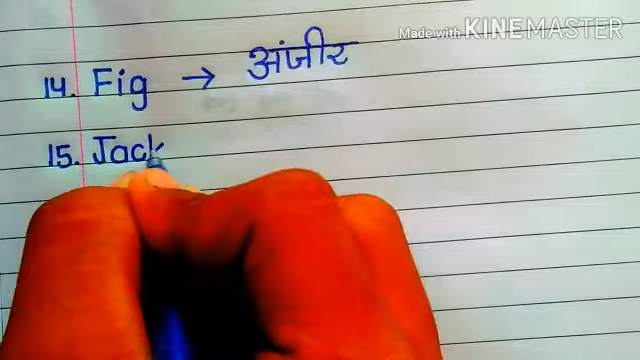 Made with KINEMASTER
14. Fig → अंजीर
15. Jack